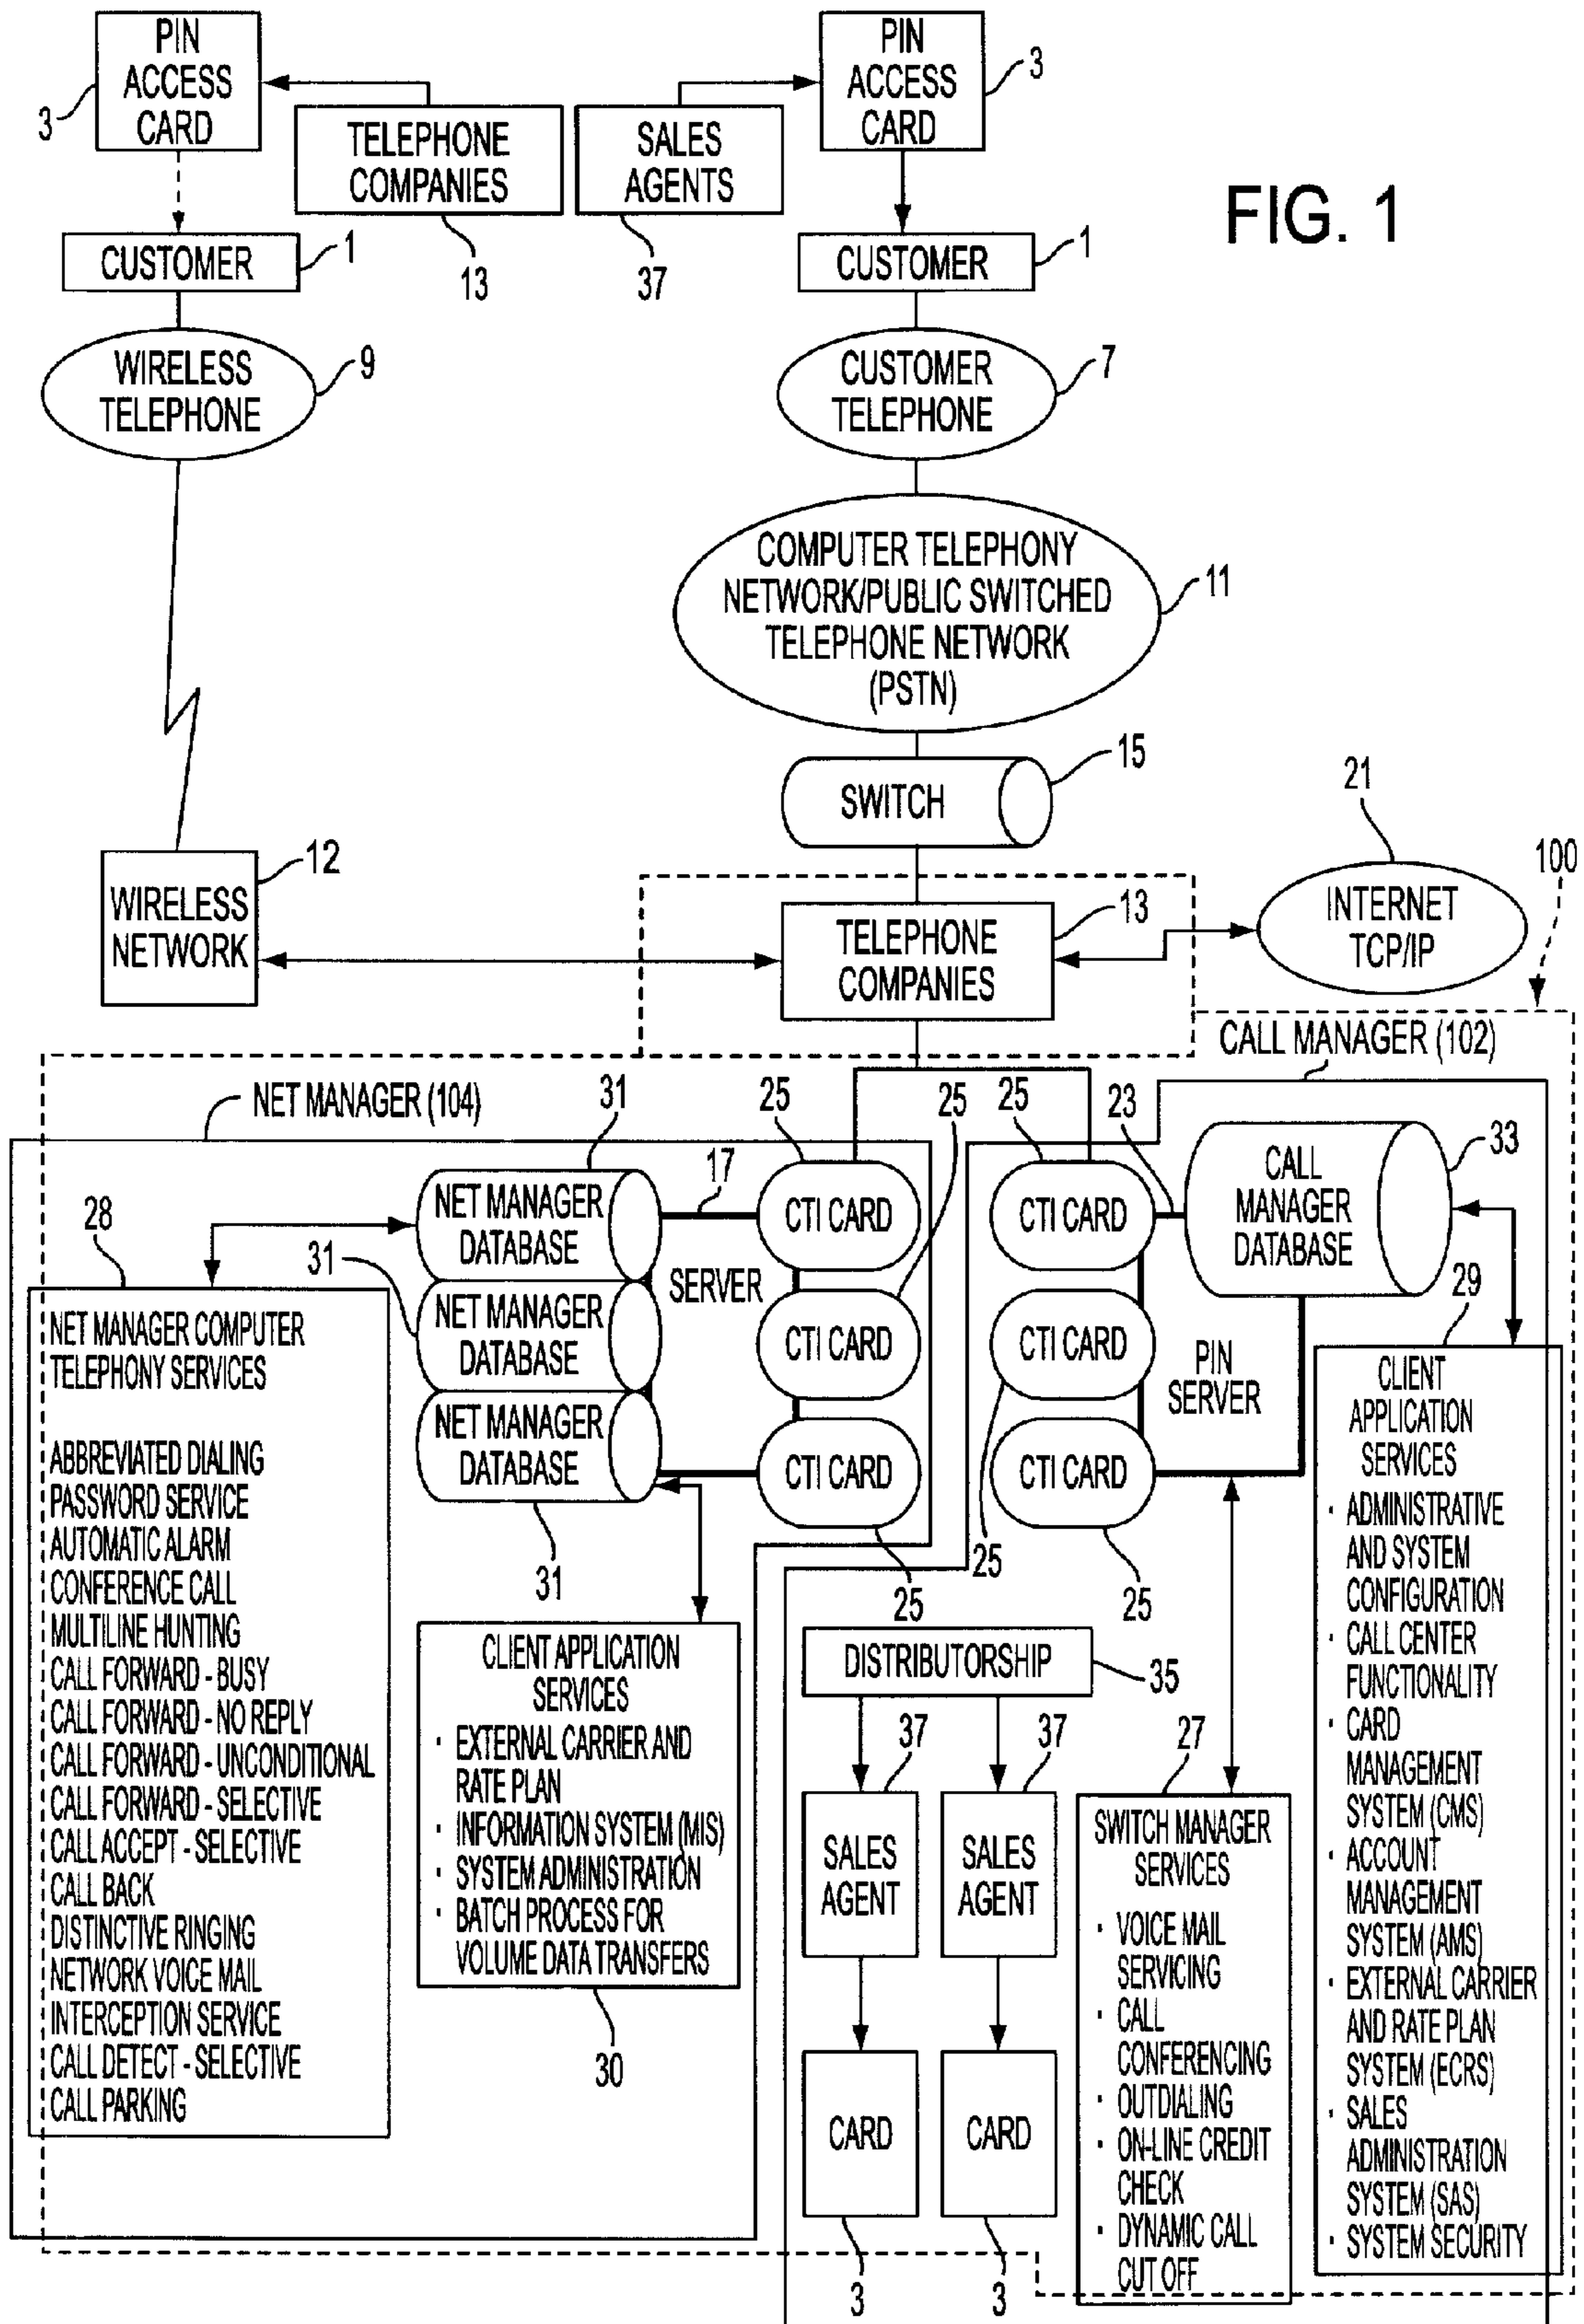 PIN
ACCESS
CARD
3
TELEPHONE
COMPANIES
13
SALES
AGENTS
37
PIN
ACCESS
CARD
3
FIG. 1
CUSTOMER
1
CUSTOMER
1
WIRELESS
TELEPHONE
9
CUSTOMER
TELEPHONE
7
COMPUTER TELEPHONY
NETWORK/PUBLIC SWITCHED
TELEPHONE NETWORK
(PSTN)
11
SWITCH
15
WIRELESS
NETWORK
12
TELEPHONE
COMPANIES
13
INTERNET
TCP/IP
21
100
CALL MANAGER (102)
NET MANAGER (104)
31
25
25
25
23
33
NET MANAGER
DATABASE
17
CTI CARD
CTI CARD
CALL
MANAGER
DATABASE
28
31
NET MANAGER
DATABASE
SERVER
CTI CARD
CTI CARD
PIN
SERVER
29
NET MANAGER
DATABASE
CTI CARD
CTI CARD
31
25
25
25
NET MANAGER COMPUTER
TELEPHONY SERVICES
ABBREVIATED DIALING
PASSWORD SERVICE
AUTOMATIC ALARM
CONFERENCE CALL
MULTILINE HUNTING
CALL FORWARD - BUSY
CALL FORWARD - NO REPLY
CALL FORWARD - UNCONDITIONAL
CALL FORWARD - SELECTIVE
CALL ACCEPT - SELECTIVE
CALL BACK
DISTINCTIVE RINGING
NETWORK VOICE MAIL
INTERCEPTION SERVICE
CALL DETECT - SELECTIVE
CALL PARKING
CLIENT APPLICATION
SERVICES
· EXTERNAL CARRIER AND
RATE PLAN
· INFORMATION SYSTEM (MIS)
· SYSTEM ADMINISTRATION
· BATCH PROCESS FOR
VOLUME DATA TRANSFERS
30
DISTRIBUTORSHIP
35
37
37
SALES
AGENT
SALES
AGENT
CARD
CARD
3
3
27
SWITCH MANAGER
SERVICES
· VOICE MAIL
SERVICING
· CALL
CONFERENCING
· OUTDIALING
· ON-LINE CREDIT
CHECK
· DYNAMIC CALL
CUT OFF
CLIENT
APPLICATION
SERVICES
· ADMINISTRATIVE
AND SYSTEM
CONFIGURATION
· CALL CENTER
FUNCTIONALITY
· CARD
MANAGEMENT
SYSTEM (CMS)
· ACCOUNT
MANAGEMENT
SYSTEM (AMS)
· EXTERNAL CARRIER
AND RATE PLAN
SYSTEM (ECRS)
· SALES
ADMINISTRATION
SYSTEM (SAS)
· SYSTEM SECURITY